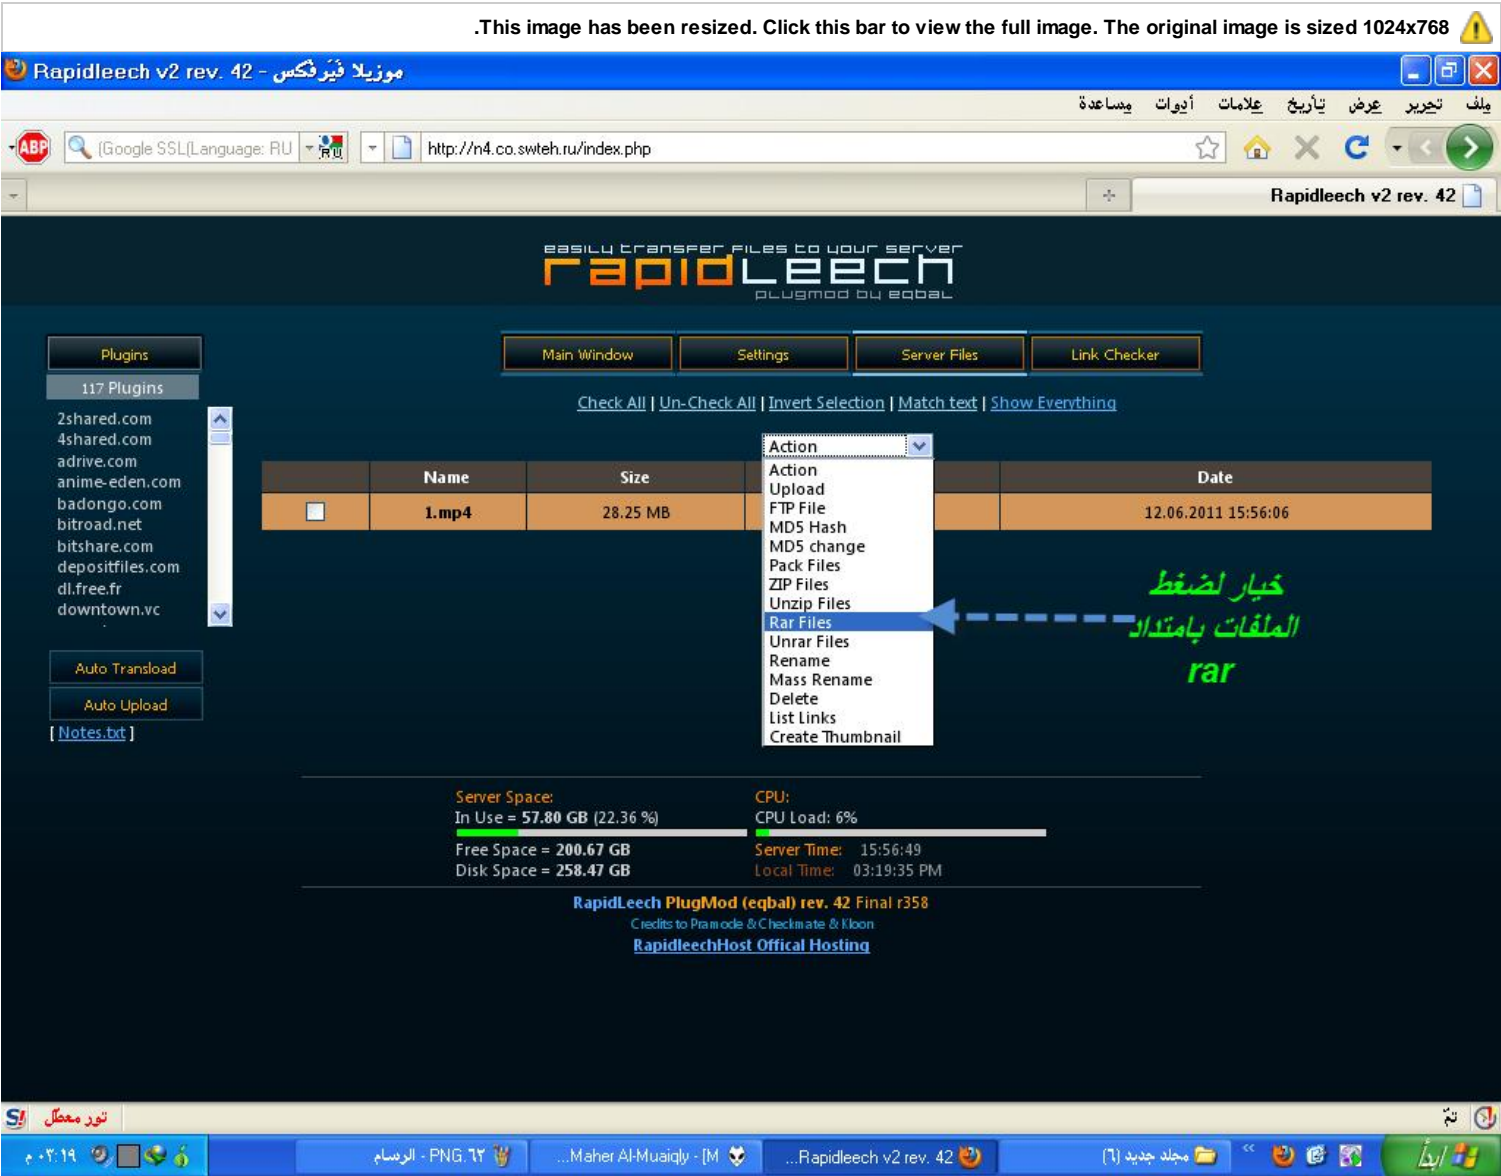 .This image has been resized. Click this bar to view the full image. The original image is sized 1024x768
Rapidleech v2 rev. 42 - موزيلا فَيَرفُكس
ملف تحرير عرض تأريخ علامات أدوات مساعدة
ABP (Google SSL(Language: RU RU http://n4.co.swteh.ru/index.php
Rapidleech v2 rev. 42
easily transfer files to your server
rapidleech
plugmod by eqbal
Main Window Settings Server Files Link Checker
Plugins
117 Plugins
2shared.com
4shared.com
adrive.com
anime-eden.com
badongo.com
bitroad.net
bitshare.com
depositfiles.com
dl.free.fr
downtown.vc
Auto Transload
Auto Upload
[ Notes.txt ]
Check All | Un-Check All | Invert Selection | Match text | Show Everything
Action
Name Size Date
1.mp4 28.25 MB 12.06.2011 15:56:06
Action
Upload
FTP File
MD5 Hash
MD5 change
Pack Files
ZIP Files
Unzip Files
Rar Files
Unrar Files
Rename
Mass Rename
Delete
List Links
Create Thumbnail
خيار لضغط
الملفات بامتداد
rar
Server Space:
In Use = 57.80 GB (22.36 %)
Free Space = 200.67 GB
Disk Space = 258.47 GB
CPU:
CPU Load: 6%
Server Time: 15:56:49
Local Time: 03:19:35 PM
RapidLeech PlugMod (eqbal) rev. 42 Final r358
Credits to Pramode & Checkmate & Kloon
RapidleechHost Offical Hosting
تمّ
تور معطّل
S!
ابدأ
مجلد جديد (٦)
...Rapidleech v2 rev. 42
...Maher Al-Muaiqly - [M
PNG.٦٢ - الرسام
٠٣:١٩ م